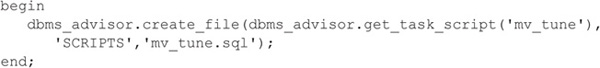 begin
   dbms_advisor.create_file(dbms_advisor.get_task_script('mv_tune'),
      'SCRIPTS','mv_tune.sql');
end;